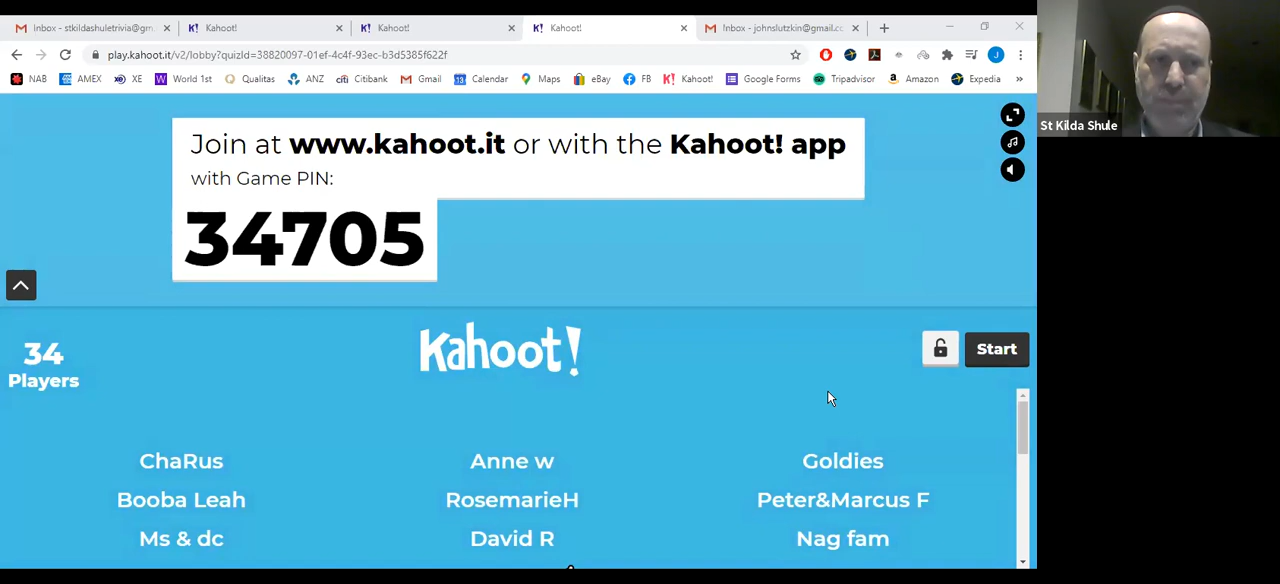 Inbox - stkildashuletrivia@gm
Kahoot!
Kahoot!
Kahoot!
Inbox - johnslutzkin@gmail.cc
play.kahoot.it/v2/lobby?quizId=38820097-01ef-4c4f-93ec-b3d5385f622f
J
NAB AMEX XE World 1st Qualitas ANZ Citibank Gmail Calendar Maps eBay FB Kahoot! Google Forms Tripadvisor Amazon Expedia »
Join at www.kahoot.it or with the Kahoot! app
with Game PIN:
34705
St Kilda Shule
34
Players
Kahoot!
Start
ChaRus Anne w Goldies
Booba Leah RosemarieH Peter&Marcus F
Ms & dc David R Nag fam